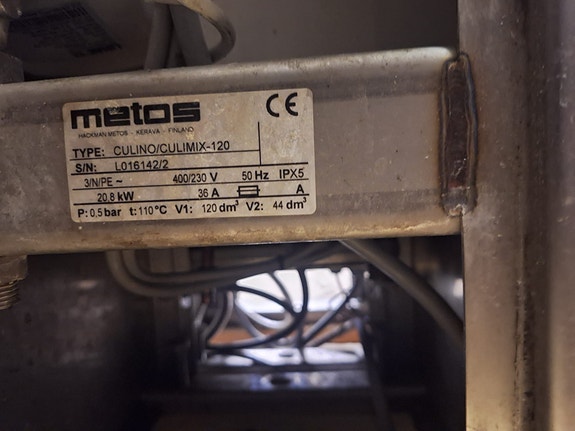 metos
CE
HACKMAN METOS - KERAVA - FINLAND
TYPE: CULINO/CULIMIX-120
S/N: L016142/2
3/N/PE ~ 400/230 V 50 Hz IPX5
20,8 kW 36 A A
P: 0,5 bar t: 110 °C V1: 120 dm³ V2: 44 dm³